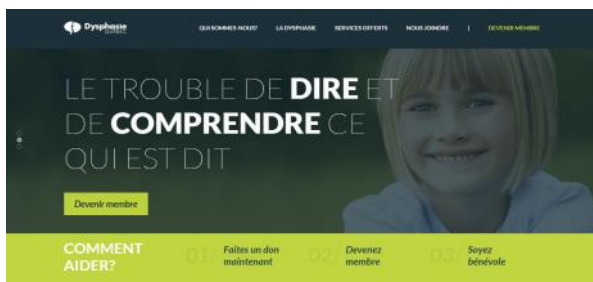 Dysphasie
QUÉBEC
QUI SOMMES-NOUS?
LA DYSPHASIE
SERVICES OFFERTS
NOUS JOINDRE
|
DEVENIR MEMBRE
LE TROUBLE DE DIRE ET
DE COMPRENDRE CE
QUI EST DIT
Devenir membre
COMMENT
AIDER?
01/
Faites un don
maintenant
02/
Devenez
membre
03/
Soyez
bénévole